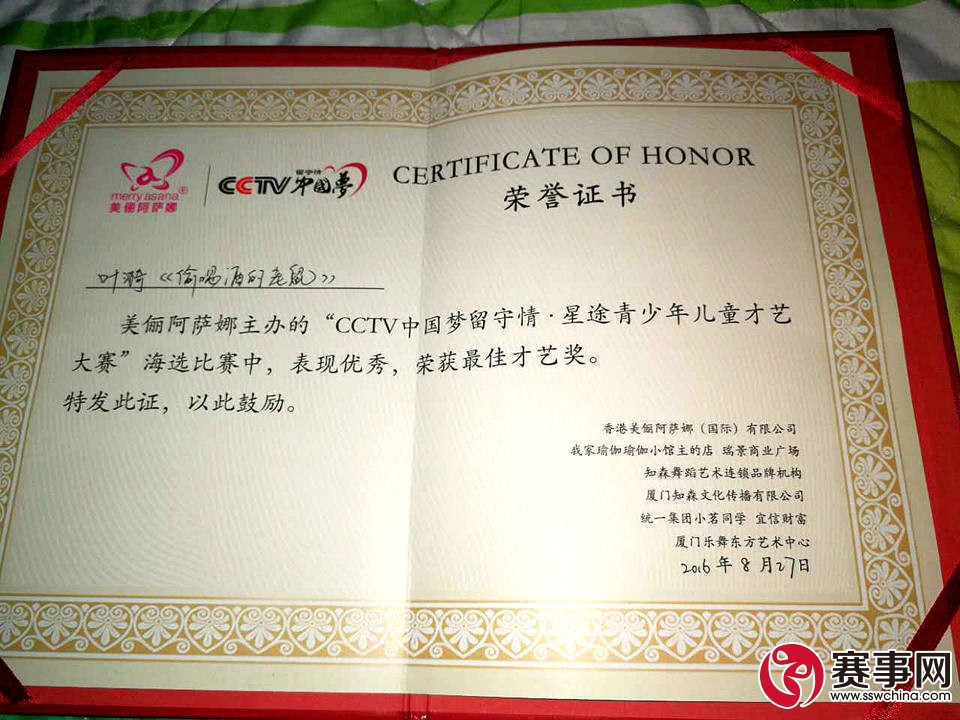 merry asana®
美俪阿萨娜
留守情
CCTV中国梦
CERTIFICATE OF HONOR
荣誉证书
叶漪《偷喝酒的老鼠》
美俪阿萨娜主办的“CCTV中国梦留守情·星途青少年儿童才艺
大赛”海选比赛中，表现优秀，荣获最佳才艺奖。
特发此证，以此鼓励。
香港美俪阿萨娜（国际）有限公司
我家瑜伽瑜伽小馆主的店 瑞景商业广场
知森舞蹈艺术连锁品牌机构
厦门知森文化传播有限公司
统一集团小茗同学 宜信财富
厦门乐舞东方艺术中心
2016年8月27日
赛事网
www.sswchina.com